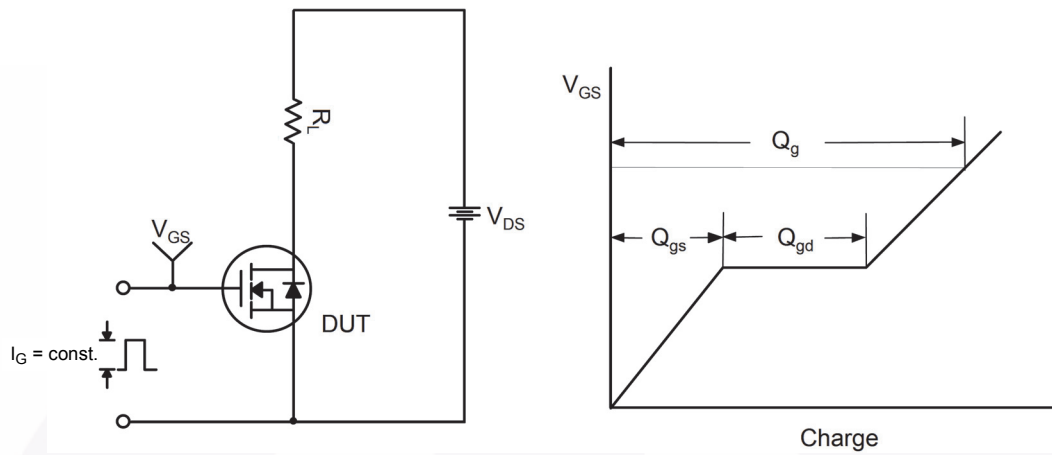 R_L
V_GS
V_DS
DUT
I_G = const.
V_GS
Q_g
Q_gs
Q_gd
Charge